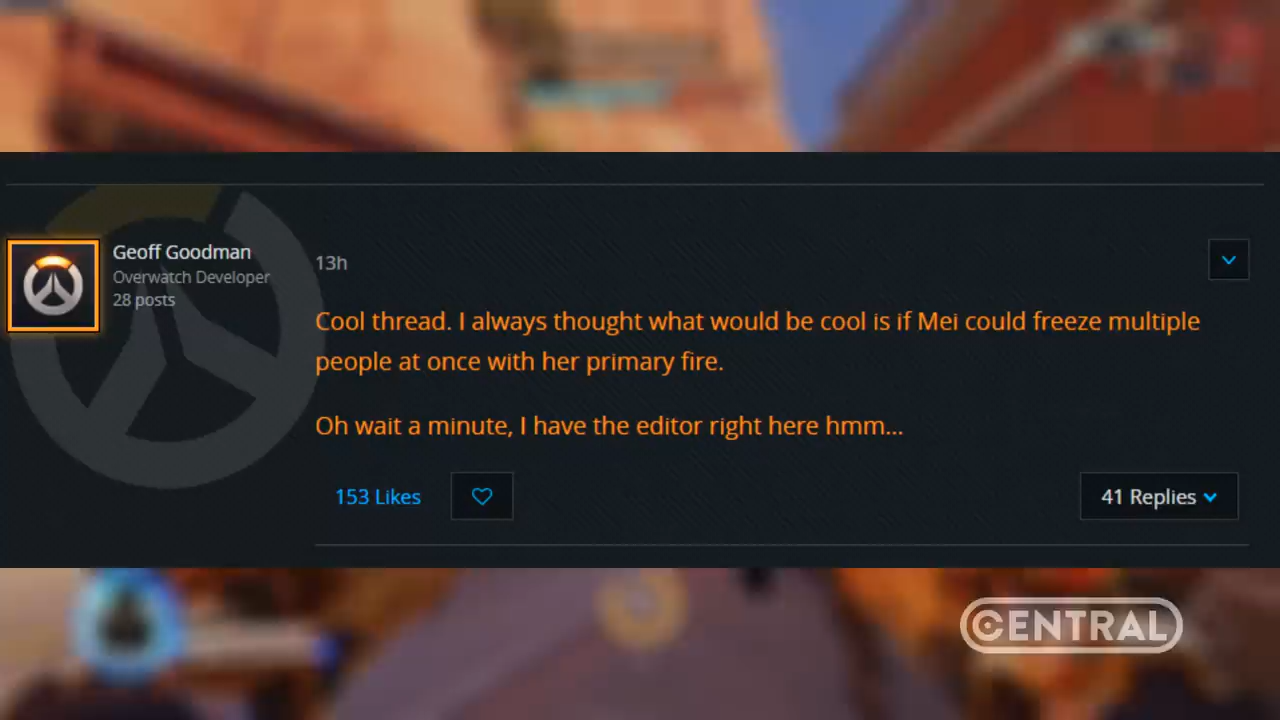 Geoff Goodman
Overwatch Developer
28 posts
13h
Cool thread. I always thought what would be cool is if Mei could freeze multiple
people at once with her primary fire.
Oh wait a minute, I have the editor right here hmm...
153 Likes
41 Replies
CENTRAL